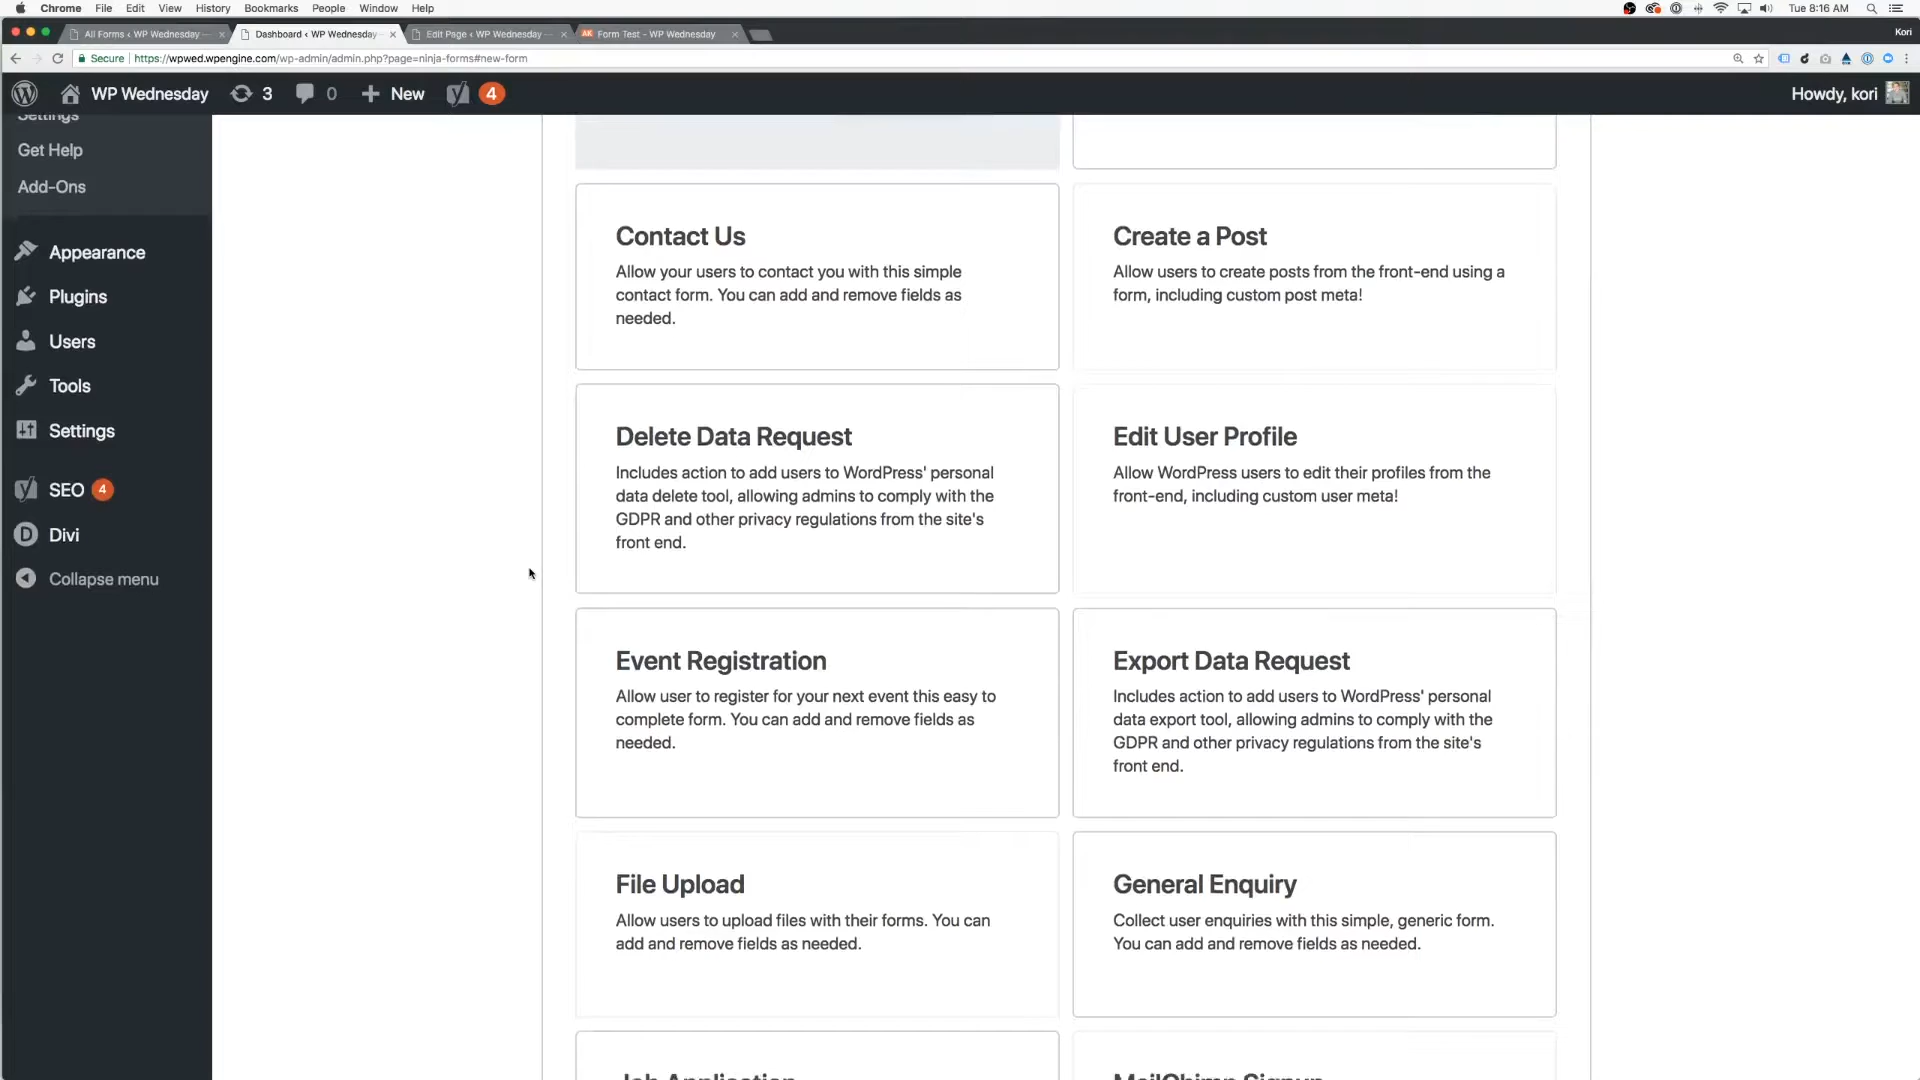 Chrome File Edit View History Bookmarks People Window Help Tue 8:16 AM
All Forms ‹ WP Wednesday Dashboard ‹ WP Wednesday Edit Page ‹ WP Wednesday AK Form Test - WP Wednesday Kori
Secure https://wpwed.wpengine.com/wp-admin/admin.php?page=ninja-forms#new-form
WP Wednesday 3 0 New 4 Howdy, kori
Settings
Get Help
Add-Ons
Appearance
Plugins
Users
Tools
Settings
SEO 4
Divi
Collapse menu
Contact Us
Allow your users to contact you with this simple
contact form. You can add and remove fields as
needed.
Create a Post
Allow users to create posts from the front-end using a
form, including custom post meta!
Delete Data Request
Includes action to add users to WordPress' personal
data delete tool, allowing admins to comply with the
GDPR and other privacy regulations from the site's
front end.
Edit User Profile
Allow WordPress users to edit their profiles from the
front-end, including custom user meta!
Event Registration
Allow user to register for your next event this easy to
complete form. You can add and remove fields as
needed.
Export Data Request
Includes action to add users to WordPress' personal
data export tool, allowing admins to comply with the
GDPR and other privacy regulations from the site's
front end.
File Upload
Allow users to upload files with their forms. You can
add and remove fields as needed.
General Enquiry
Collect user enquiries with this simple, generic form.
You can add and remove fields as needed.
Job Application
MailChimp Signup